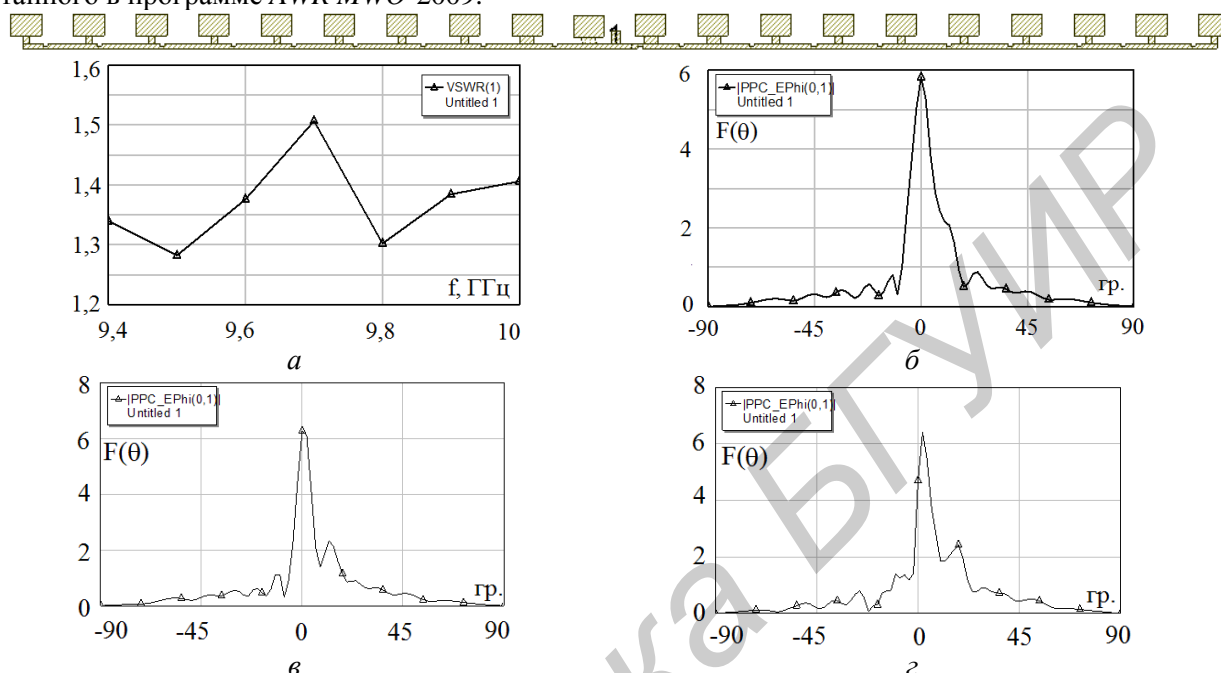 танного в программе AWR MWO-2009.
1,6
1,5
1,4
1,3
1,2
VSWR(1)
Untitled 1
f, ГГц
9,4 9,6 9,8 10
а
6
4
2
0
|PPC_EPhi(0,1)|
Untitled 1
F(θ)
гр.
-90 -45 0 45 90
б
8
6
4
2
0
|PPC_EPhi(0,1)|
Untitled 1
F(θ)
гр.
-90 -45 0 45 90
в
8
6
4
2
0
|PPC_EPhi(0,1)|
Untitled 1
F(θ)
гр.
-90 -45 0 45 90
г
ка БГУИР